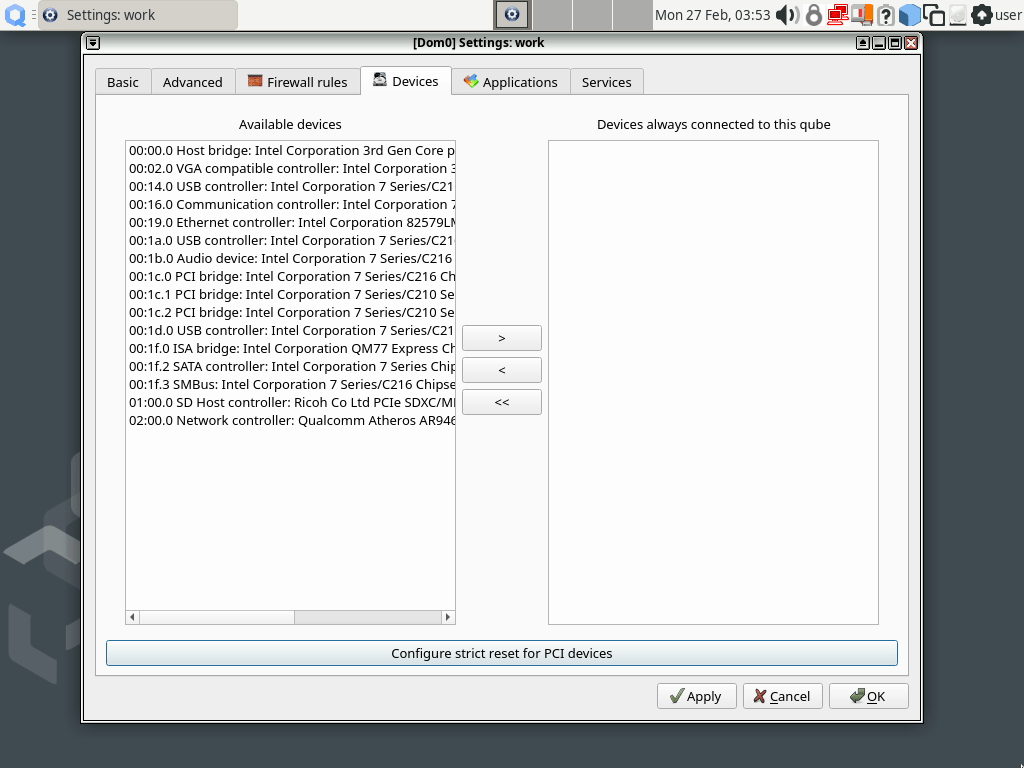 Settings: work
Mon 27 Feb, 03:53
user
[Dom0] Settings: work
Basic
Advanced
Firewall rules
Devices
Applications
Services
Available devices
Devices always connected to this qube
00:00.0 Host bridge: Intel Corporation 3rd Gen Core p
00:02.0 VGA compatible controller: Intel Corporation 3
00:14.0 USB controller: Intel Corporation 7 Series/C21
00:16.0 Communication controller: Intel Corporation 7
00:19.0 Ethernet controller: Intel Corporation 82579LM
00:1a.0 USB controller: Intel Corporation 7 Series/C21
00:1b.0 Audio device: Intel Corporation 7 Series/C216
00:1c.0 PCI bridge: Intel Corporation 7 Series/C216 Ch
00:1c.1 PCI bridge: Intel Corporation 7 Series/C210 Se
00:1c.2 PCI bridge: Intel Corporation 7 Series/C210 Se
00:1d.0 USB controller: Intel Corporation 7 Series/C21
00:1f.0 ISA bridge: Intel Corporation QM77 Express Ch
00:1f.2 SATA controller: Intel Corporation 7 Series Chip
00:1f.3 SMBus: Intel Corporation 7 Series/C216 Chipse
01:00.0 SD Host controller: Ricoh Co Ltd PCIe SDXC/M
02:00.0 Network controller: Qualcomm Atheros AR946
>
<
<<
Configure strict reset for PCI devices
Apply
Cancel
OK